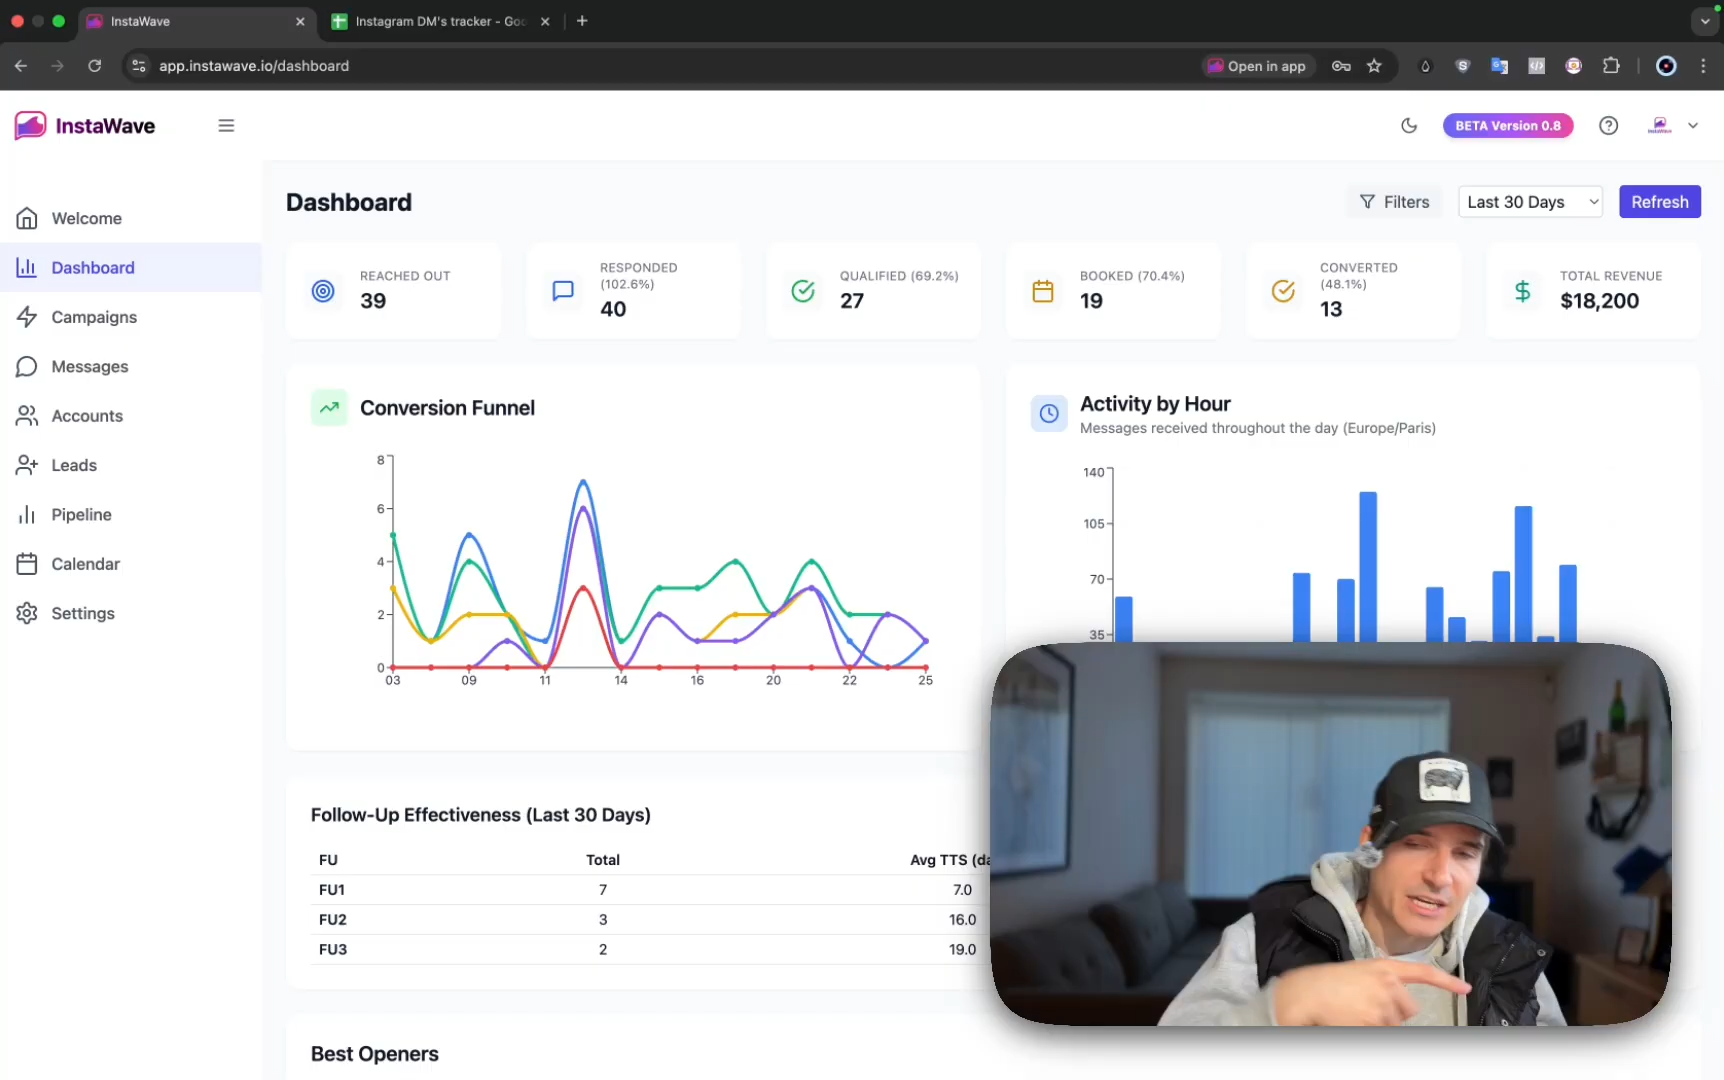 InstaWave
Instagram DM's tracker - Goo
app.instawave.io/dashboard
Open in app
InstaWave
BETA Version 0.8
Welcome
Dashboard
Campaigns
Messages
Accounts
Leads
Pipeline
Calendar
Settings
Dashboard
Filters
Last 30 Days
Refresh
REACHED OUT
39
RESPONDED
(102.6%)
40
QUALIFIED (69.2%)
27
BOOKED (70.4%)
19
CONVERTED
(48.1%)
13
TOTAL REVENUE
$18,200
Conversion Funnel
8
6
4
2
0
03 09 11 14 16 20 22 25
Activity by Hour
Messages received throughout the day (Europe/Paris)
140
105
70
35
Follow-Up Effectiveness (Last 30 Days)
FU Total Avg TTS (da
FU1 7 7.0
FU2 3 16.0
FU3 2 19.0
Best Openers